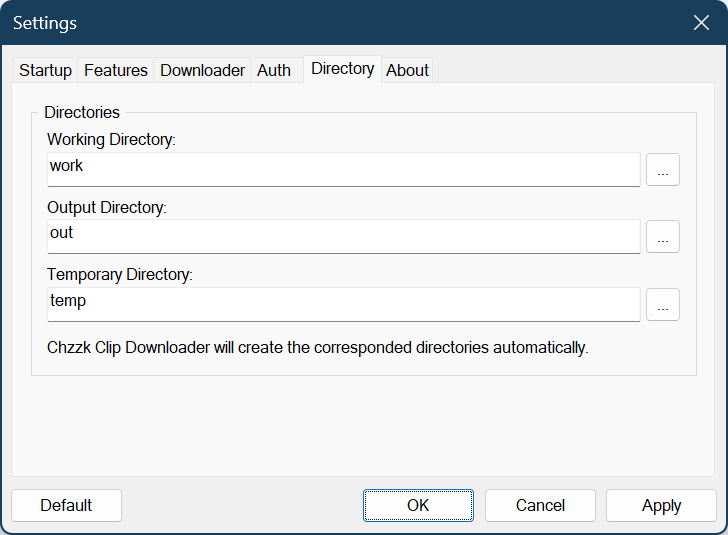 Settings
Startup Features Downloader Auth Directory About
Directories
Working Directory:
work
...
Output Directory:
out
...
Temporary Directory:
temp
...
Chzzk Clip Downloader will create the corresponded directories automatically.
Default OK Cancel Apply